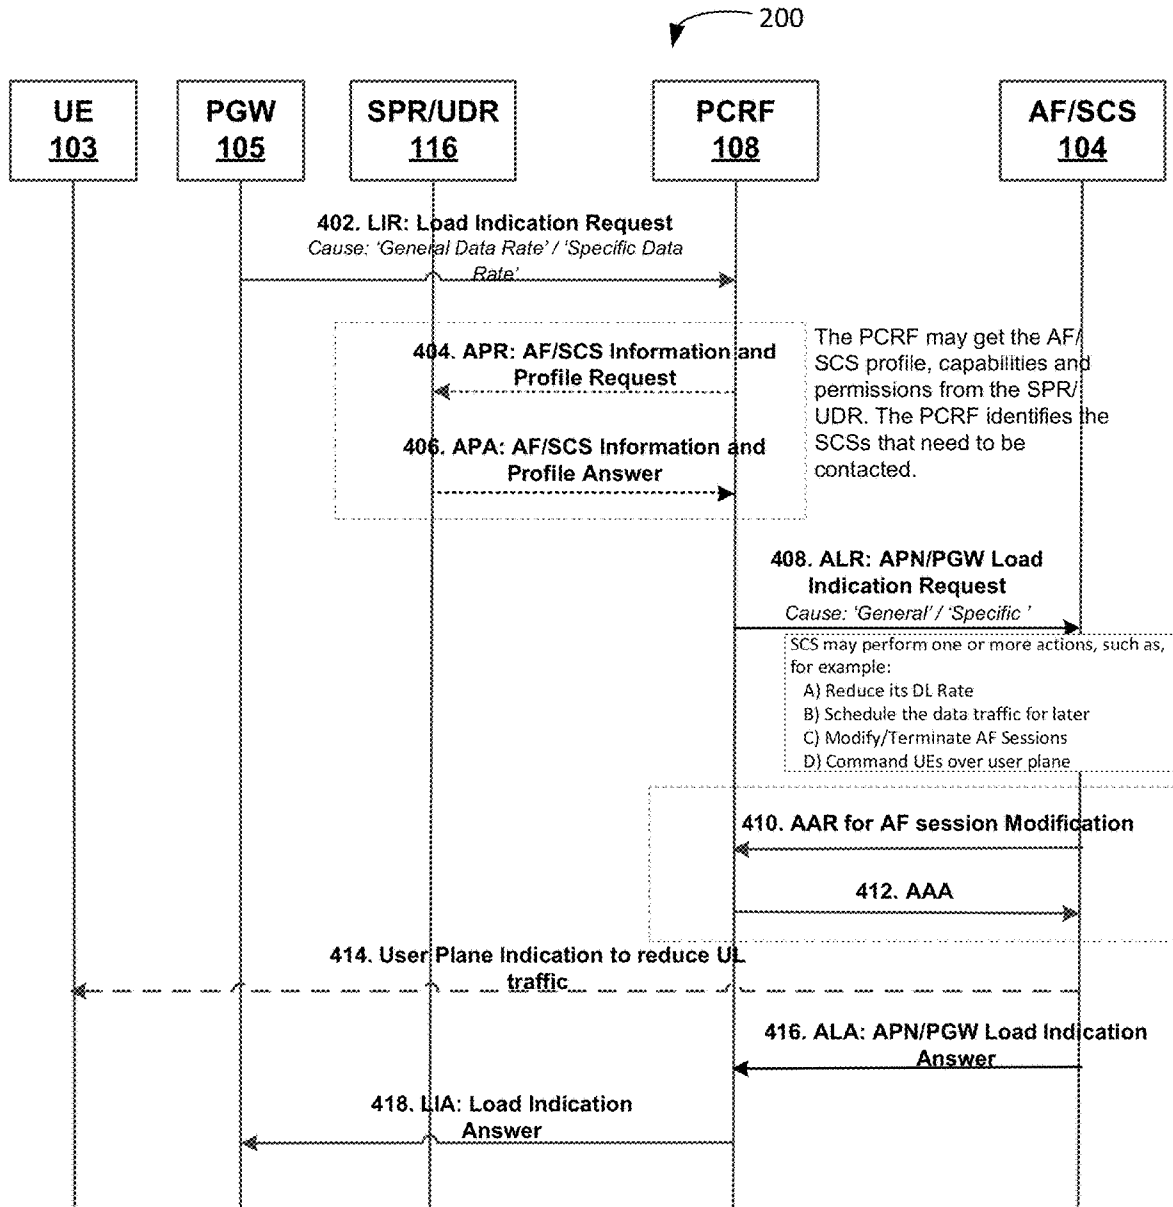 200
UE
103
PGW
105
SPR/UDR
116
PCRF
108
AF/SCS
104
402. LIR: Load Indication Request
Cause: 'General Data Rate' / 'Specific Data
Rate'
404. APR: AF/SCS Information and
Profile Request
The PCRF may get the AF/
SCS profile, capabilities and
permissions from the SPR/
UDR. The PCRF identifies the
SCSs that need to be
contacted.
406. APA: AF/SCS Information and
Profile Answer
408. ALR: APN/PGW Load
Indication Request
Cause: 'General' / 'Specific '
SCS may perform one or more actions, such as,
for example:
A) Reduce its DL Rate
B) Schedule the data traffic for later
C) Modify/Terminate AF Sessions
D) Command UEs over user plane
410. AAR for AF session Modification
412. AAA
414. User Plane Indication to reduce UL
traffic
416. ALA: APN/PGW Load Indication
Answer
418. LIA: Load Indication
Answer